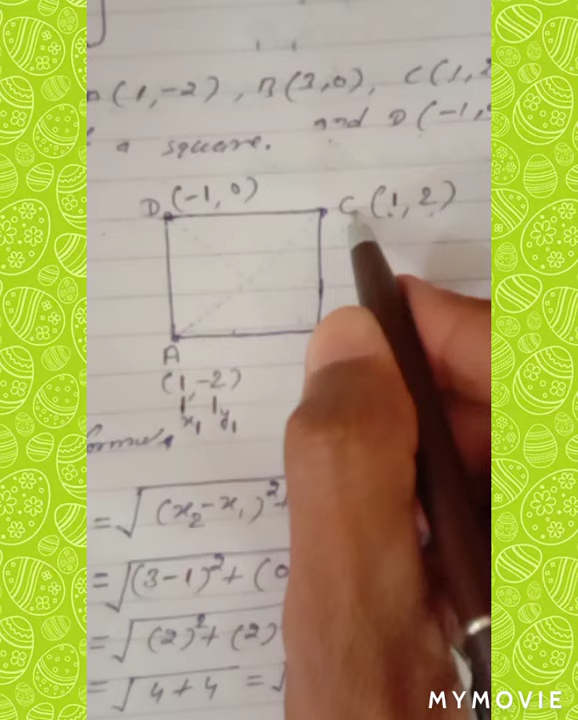 (1,-2), B(3,0), C(1,2
a square. and D(-1,
D(-1, 0)
C(1, 2)
A
(1,-2)
x₁ y₁
= √(x₂-x₁)²+
= √(3-1)²+(0
= √(2)²+(2)
= √4+4 = √
MYMOVIE